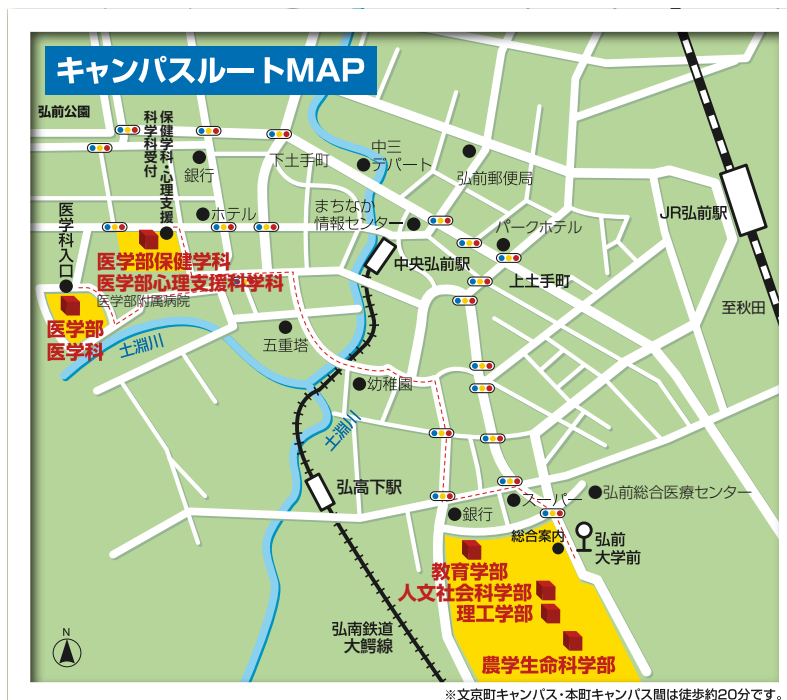 キャンパスルートMAP
弘前公園
保健学科・心理支援
科学科受付
銀行
下土手町
中三
デパート
弘前郵便局
医学科入口
ホテル
まちなか
情報センター
パークホテル
JR弘前駅
医学部保健学科
医学部心理支援科学科
医学部附属病院
中央弘前駅
上土手町
至秋田
医学部
医学科
土淵川
五重塔
幼稚園
土淵川
弘高下駅
銀行
スーパー
弘前総合医療センター
総合案内
弘前
大学前
教育学部
人文社会科学部
理工学部
農学生命科学部
弘南鉄道
大鰐線
N
※文京町キャンパス・本町キャンパス間は徒歩約20分です。